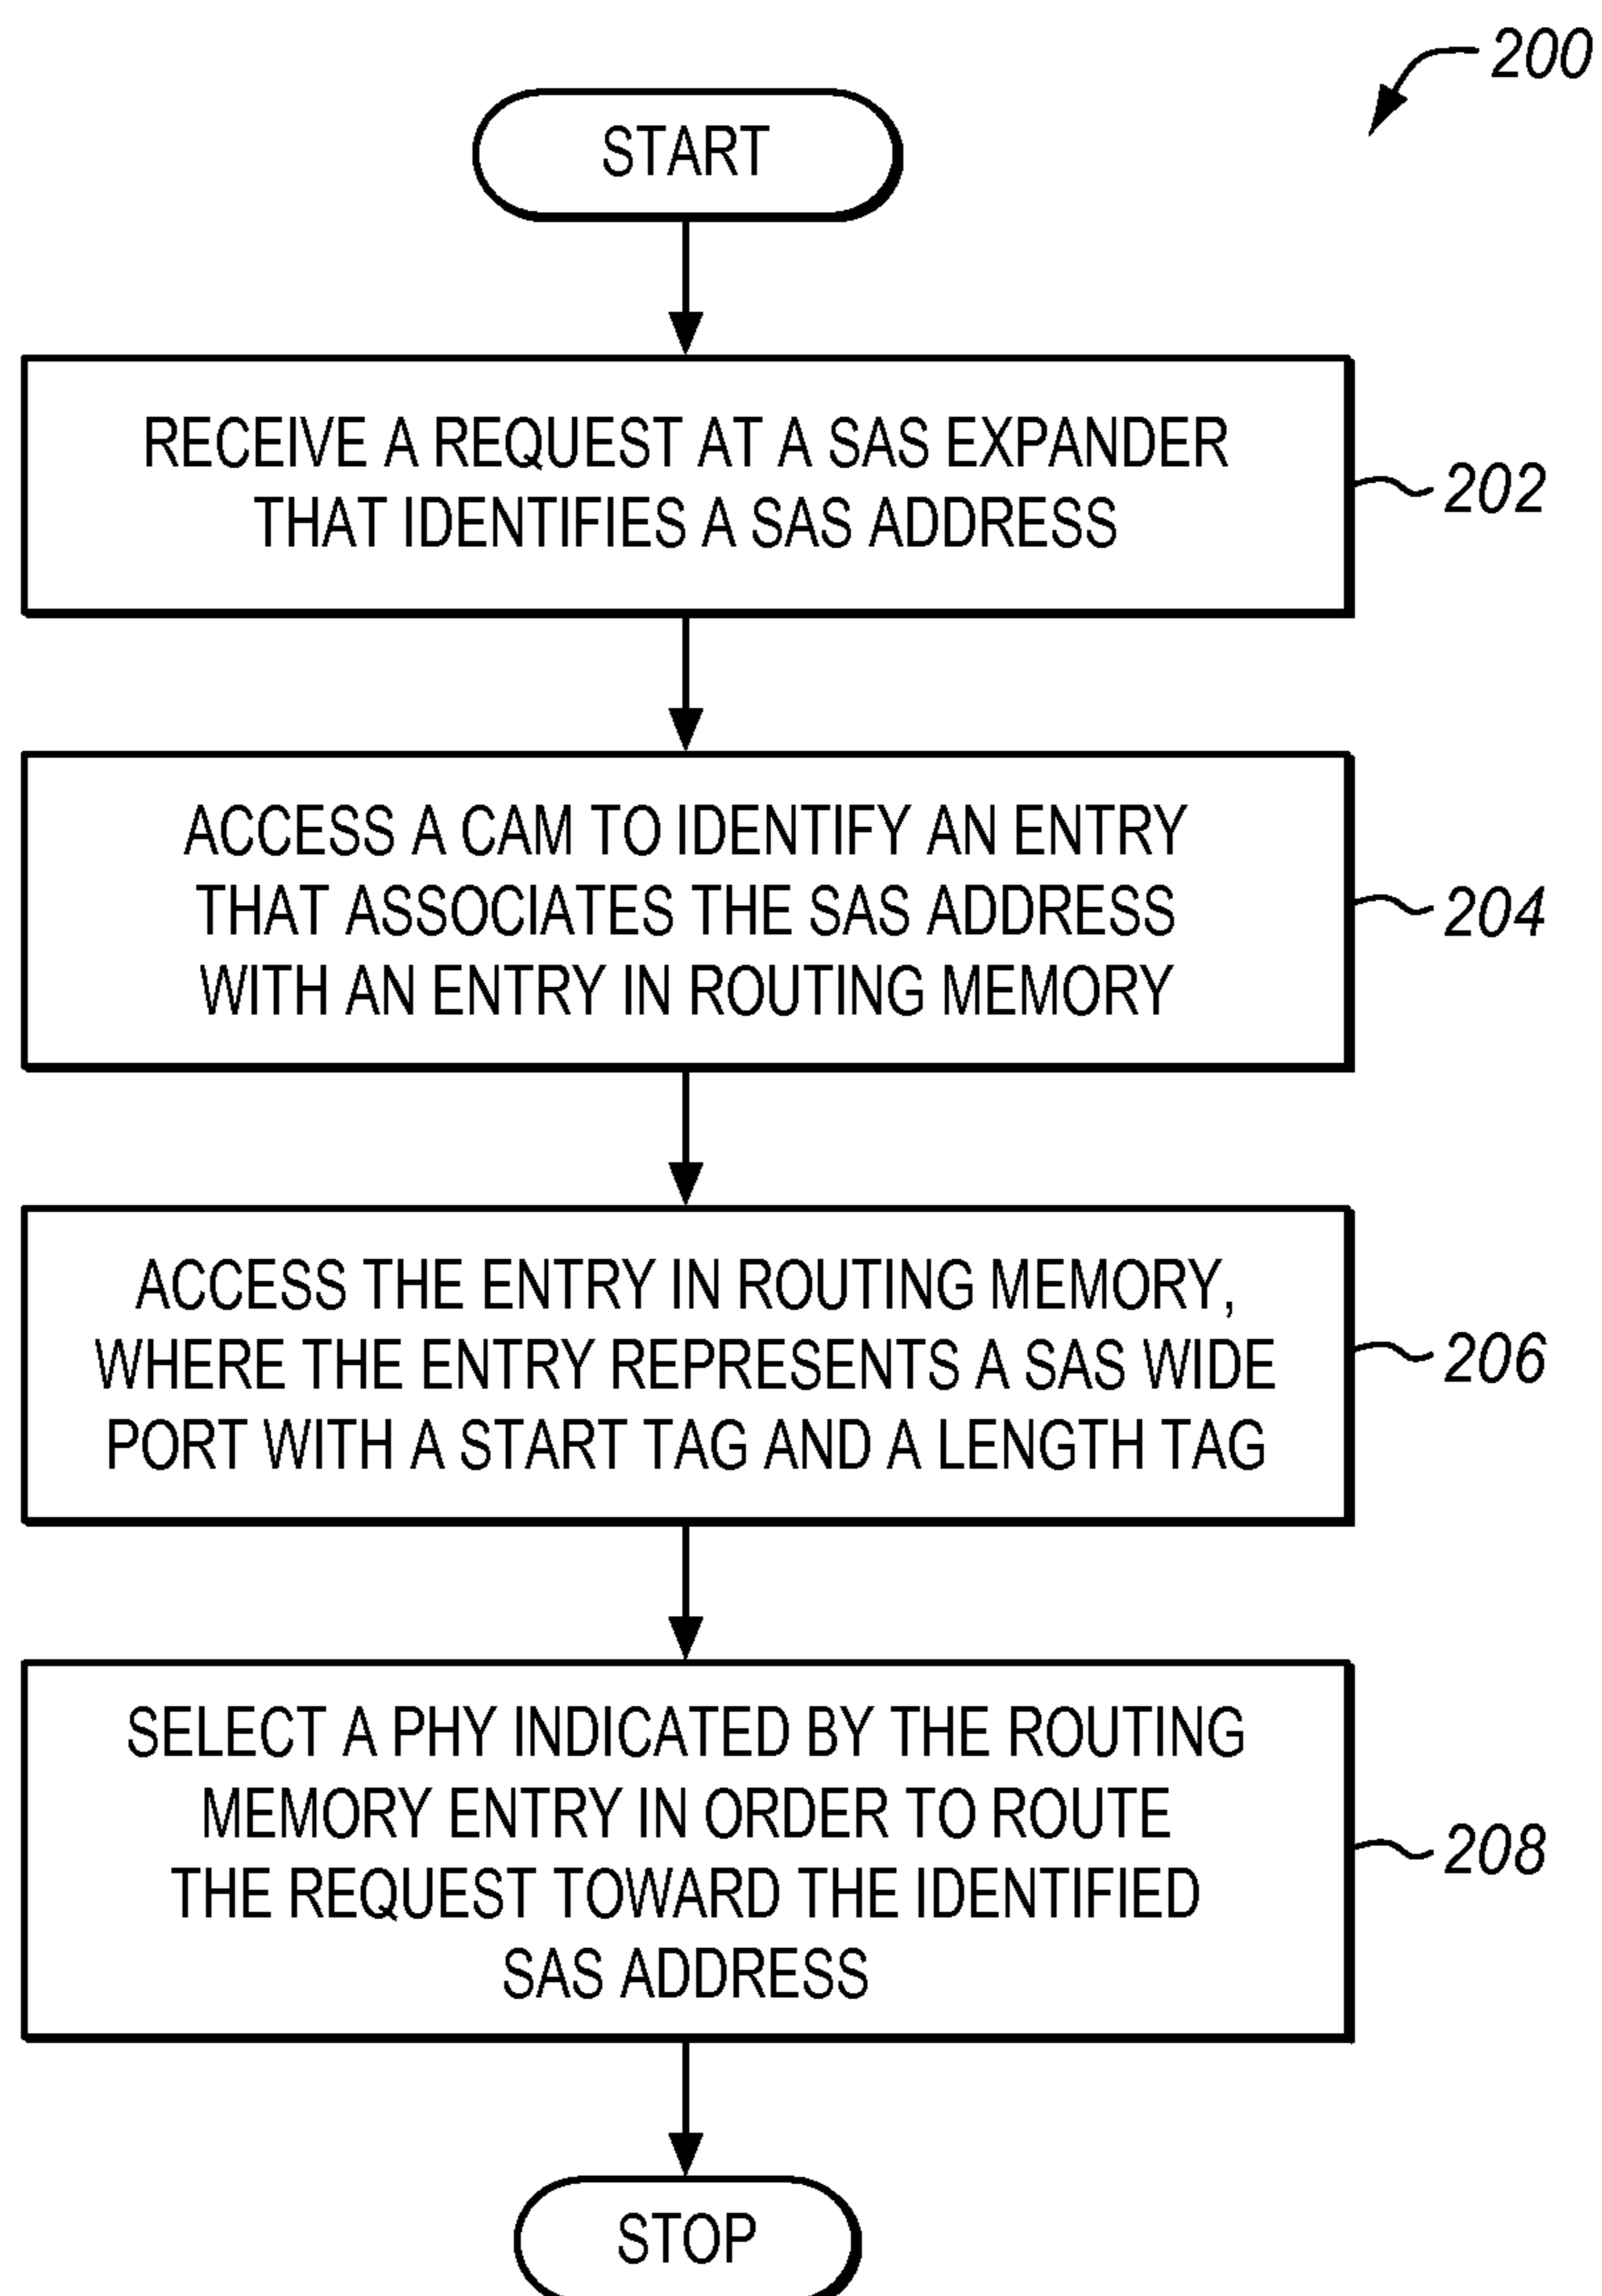 200
START
RECEIVE A REQUEST AT A SAS EXPANDER
THAT IDENTIFIES A SAS ADDRESS
202
ACCESS A CAM TO IDENTIFY AN ENTRY
THAT ASSOCIATES THE SAS ADDRESS
WITH AN ENTRY IN ROUTING MEMORY
204
ACCESS THE ENTRY IN ROUTING MEMORY,
WHERE THE ENTRY REPRESENTS A SAS WIDE
PORT WITH A START TAG AND A LENGTH TAG
206
SELECT A PHY INDICATED BY THE ROUTING
MEMORY ENTRY IN ORDER TO ROUTE
THE REQUEST TOWARD THE IDENTIFIED
SAS ADDRESS
208
STOP